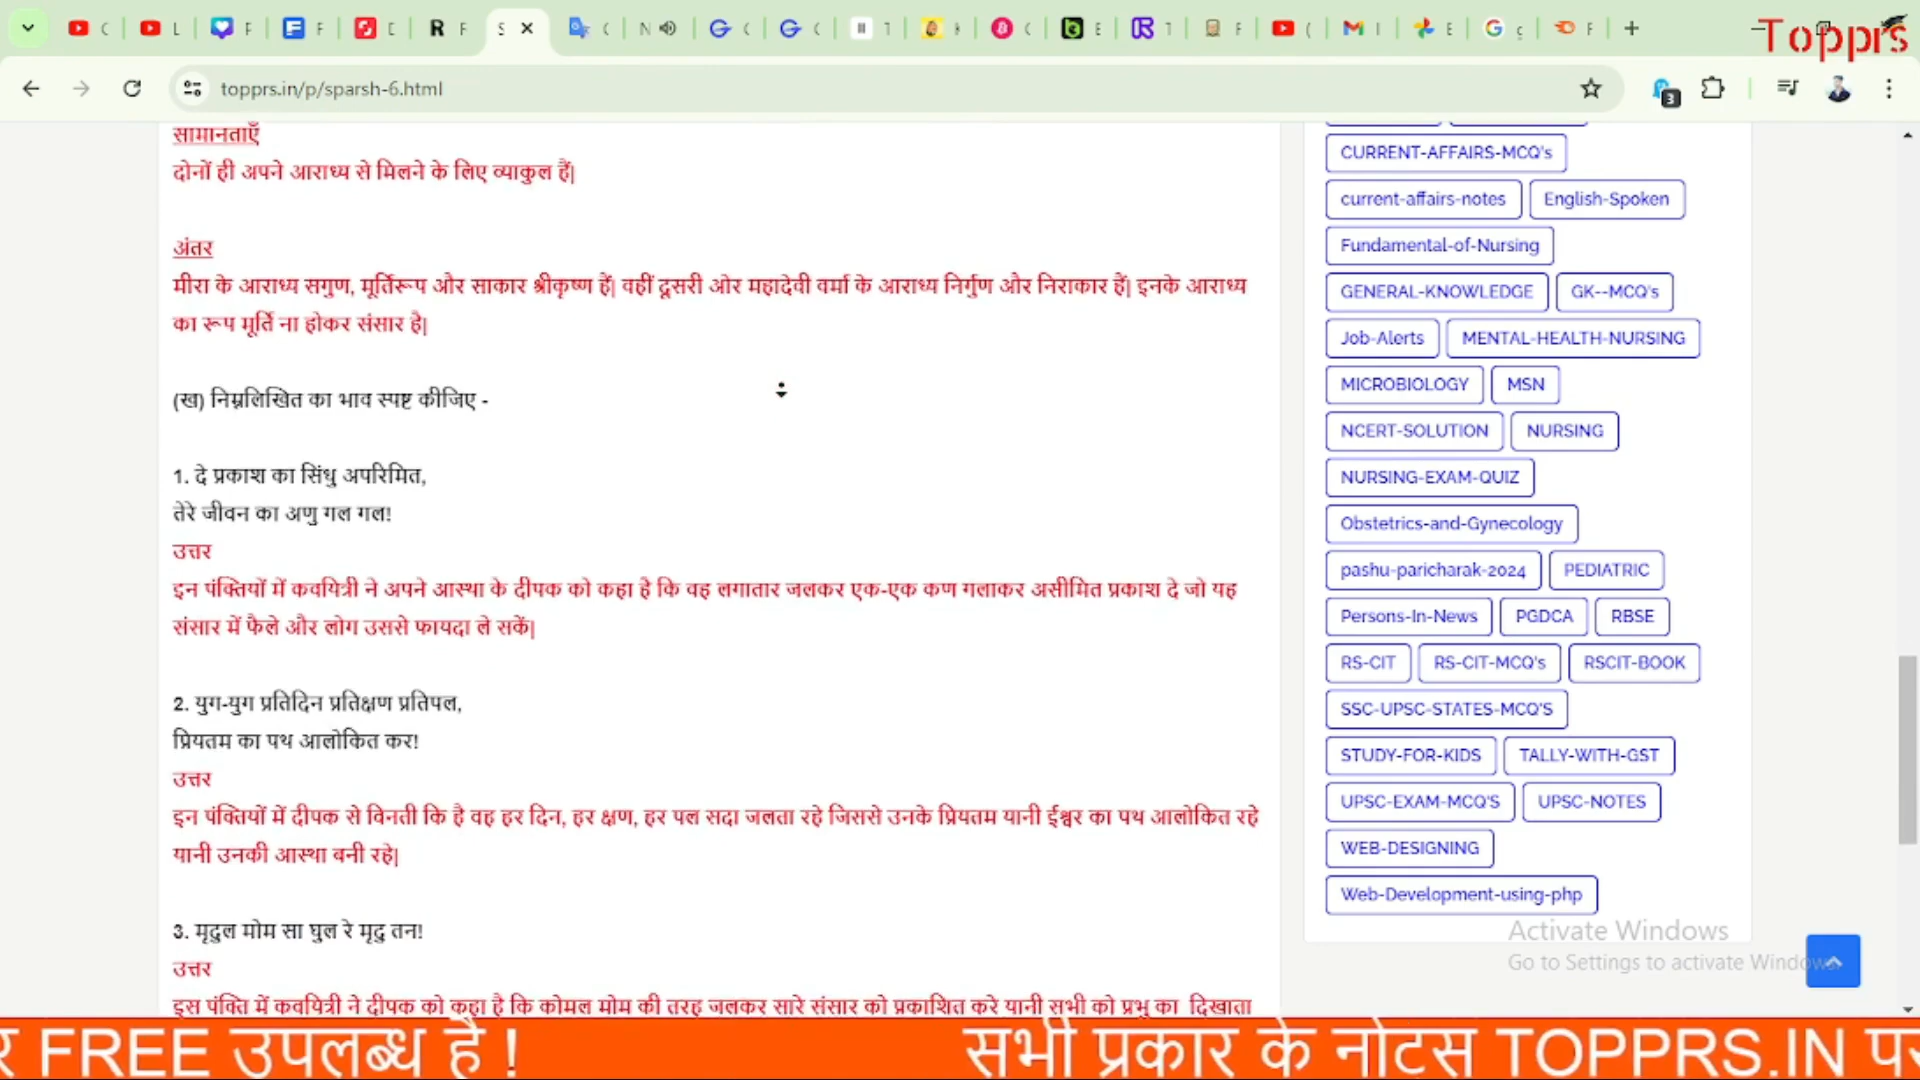 Topprs
topprs.in/p/sparsh-6.html
3
सामानताएँ
दोनों ही अपने आराध्य से मिलने के लिए व्याकुल हैं|
अंतर
मीरा के आराध्य सगुण, मूर्तिरूप और साकार श्रीकृष्ण हैं| वहीं दूसरी ओर महादेवी वर्मा के आराध्य निर्गुण और निराकार हैं| इनके आराध्य
का रूप मूर्ति ना होकर संसार है|
(ख) निम्नलिखित का भाव स्पष्ट कीजिए -
1. दे प्रकाश का सिंधु अपरिमित,
तेरे जीवन का अणु गल गल!
उत्तर
इन पंक्तियों में कवयित्री ने अपने आस्था के दीपक को कहा है कि वह लगातार जलकर एक-एक कण गलाकर असीमित प्रकाश दे जो यह
संसार में फैले और लोग उससे फायदा ले सकें|
2. युग-युग प्रतिदिन प्रतिक्षण प्रतिपल,
प्रियतम का पथ आलोकित कर!
उत्तर
इन पंक्तियों में दीपक से विनती कि है वह हर दिन, हर क्षण, हर पल सदा जलता रहे जिससे उनके प्रियतम यानी ईश्वर का पथ आलोकित रहे
यानी उनकी आस्था बनी रहे|
3. मृदुल मोम सा घुल रे मृदु तन!
उत्तर
इस पंक्ति में कवयित्री ने दीपक को कहा है कि कोमल मोम की तरह जलकर सारे संसार को प्रकाशित करे यानी सभी को प्रभु का दिखाता
CURRENT-AFFAIRS-MCQ's
current-affairs-notes English-Spoken
Fundamental-of-Nursing
GENERAL-KNOWLEDGE GK--MCQ's
Job-Alerts MENTAL-HEALTH-NURSING
MICROBIOLOGY MSN
NCERT-SOLUTION NURSING
NURSING-EXAM-QUIZ
Obstetrics-and-Gynecology
pashu-paricharak-2024 PEDIATRIC
Persons-In-News PGDCA RBSE
RS-CIT RS-CIT-MCQ's RSCIT-BOOK
SSC-UPSC-STATES-MCQ'S
STUDY-FOR-KIDS TALLY-WITH-GST
UPSC-EXAM-MCQ'S UPSC-NOTES
WEB-DESIGNING
Web-Development-using-php
Activate Windows
Go to Settings to activate Windows.
र FREE उपलब्ध है ! सभी प्रकार के नोटस TOPPRS.IN पर